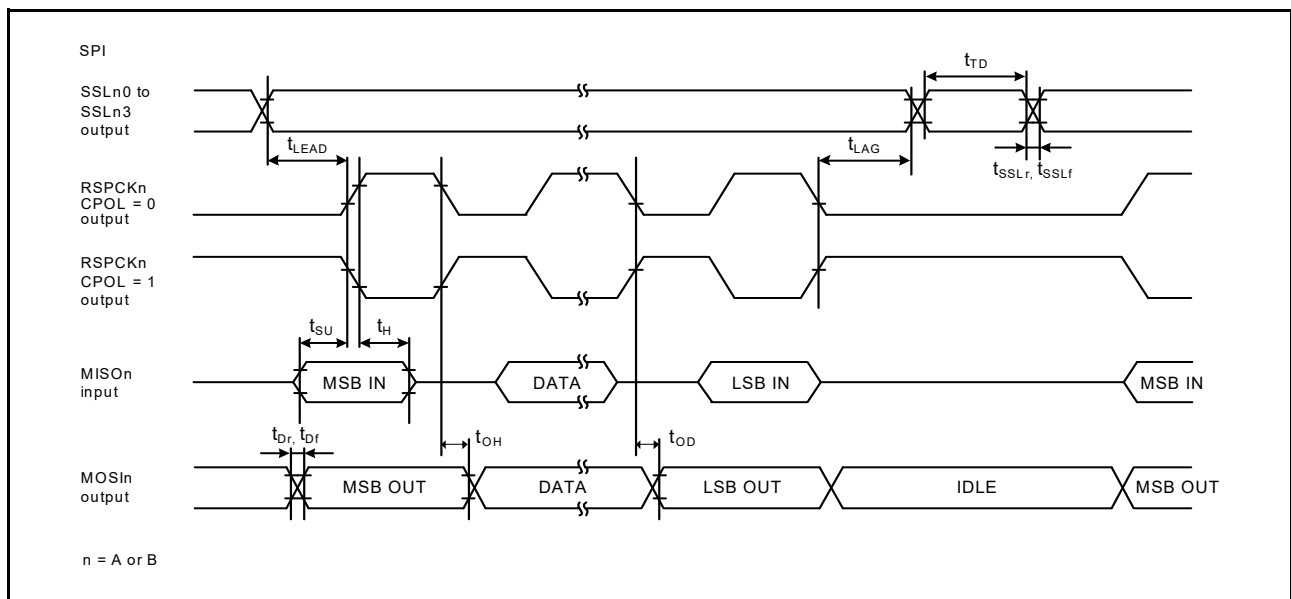 SPI
SSLn0 to
SSLn3
output
tTD
tLEAD
tLAG
tSSLr, tSSLf
RSPCKn
CPOL = 0
output
RSPCKn
CPOL = 1
output
tSU
tH
MISOn
input
MSB IN
DATA
LSB IN
MSB IN
tDr, tDf
tOH
tOD
MOSIn
output
MSB OUT
DATA
LSB OUT
IDLE
MSB OUT
n = A or B